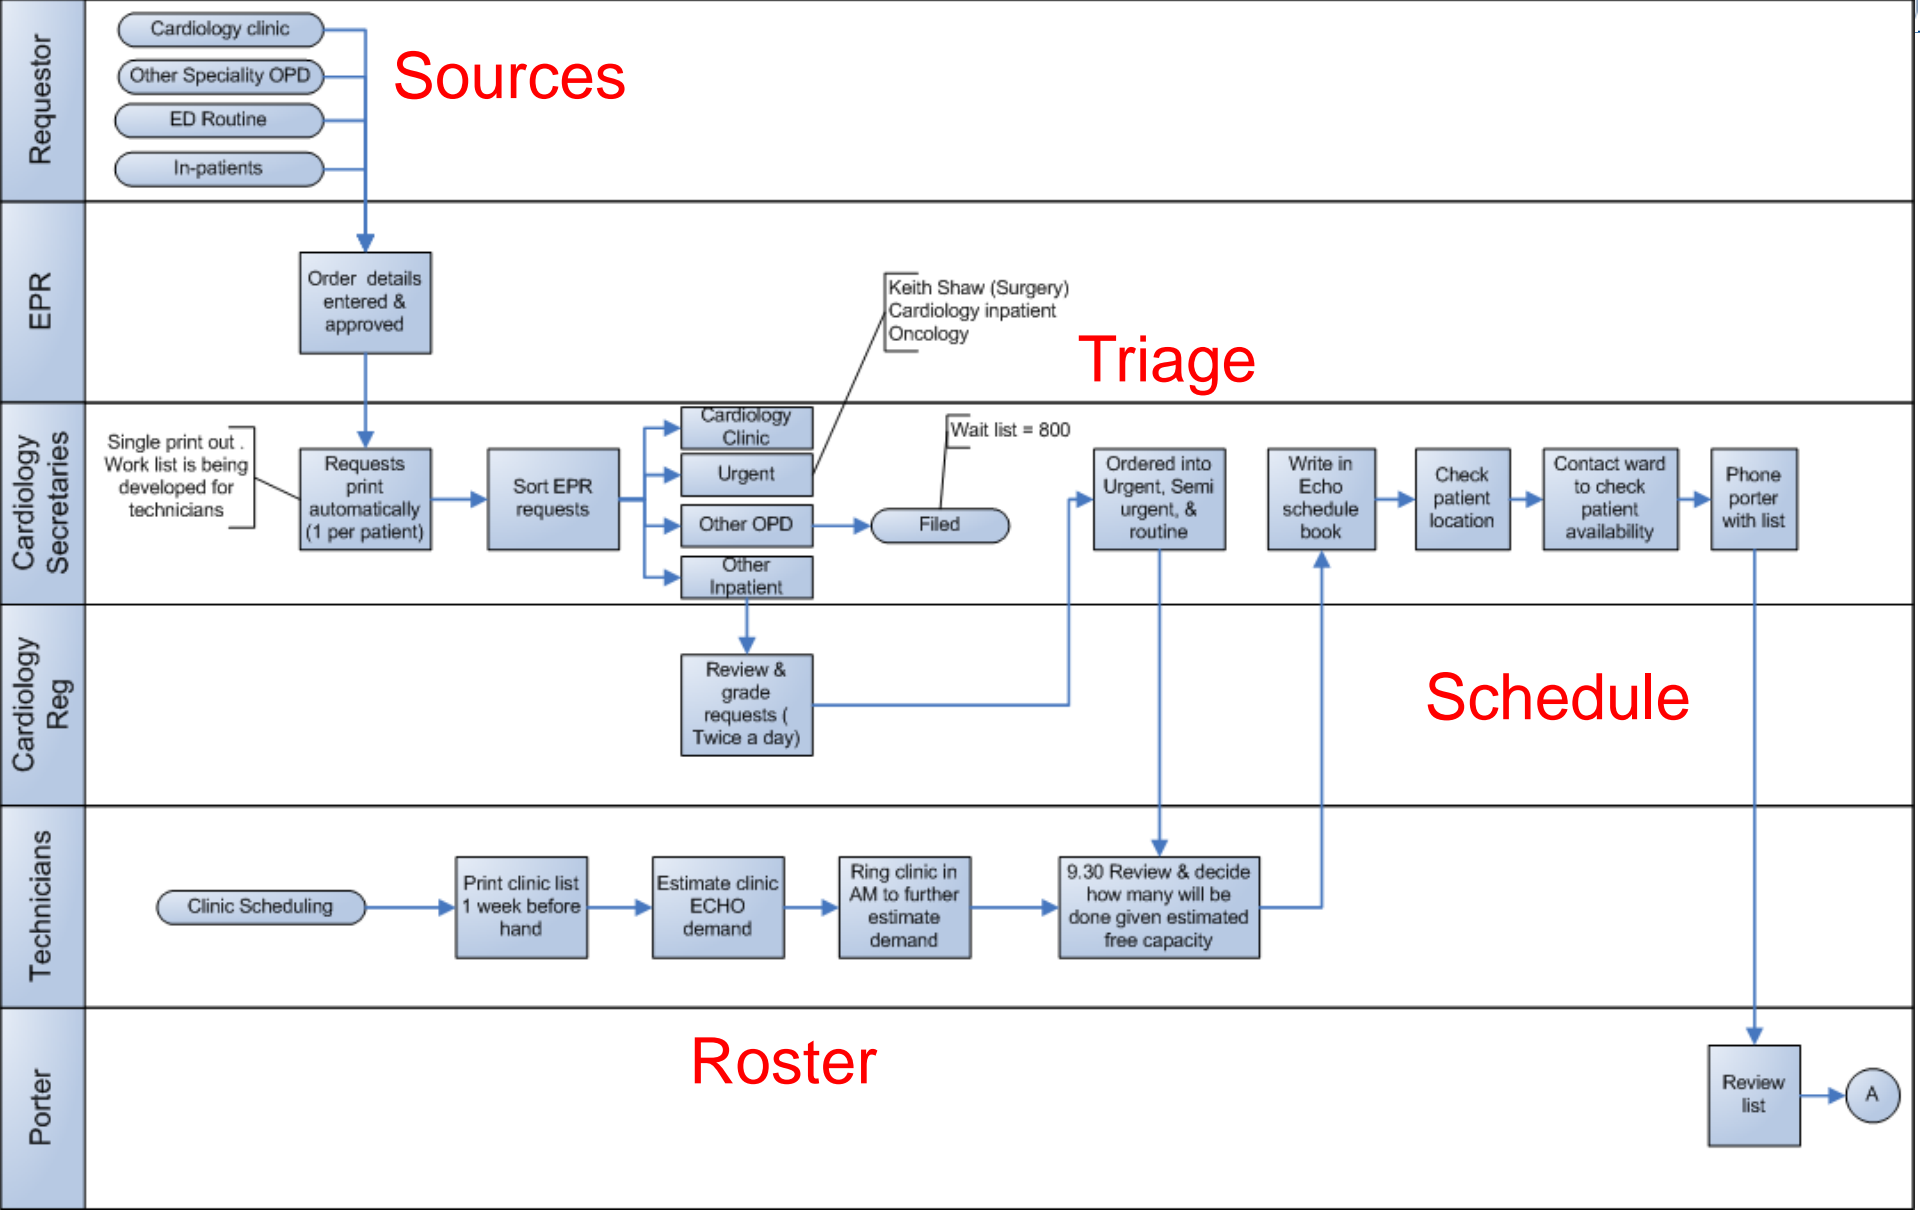 Requestor
Cardiology clinic
Other Speciality OPD
ED Routine
In-patients
Sources
EPR
Order details
entered &
approved
Keith Shaw (Surgery)
Cardiology inpatient
Oncology
Triage
Cardiology
Secretaries
Single print out .
Work list is being
developed for
technicians
Requests
print
automatically
(1 per patient)
Sort EPR
requests
Cardiology
Clinic
Urgent
Other OPD
Other
Inpatient
Filed
Wait list = 800
Ordered into
Urgent, Semi
urgent, &
routine
Write in
Echo
schedule
book
Check
patient
location
Contact ward
to check
patient
availability
Phone
porter
with list
Cardiology
Reg
Review &
grade
requests (
Twice a day)
Schedule
Technicians
Clinic Scheduling
Print clinic list
1 week before
hand
Estimate clinic
ECHO
demand
Ring clinic in
AM to further
estimate
demand
9.30 Review & decide
how many will be
done given estimated
free capacity
Porter
Roster
Review
list
A